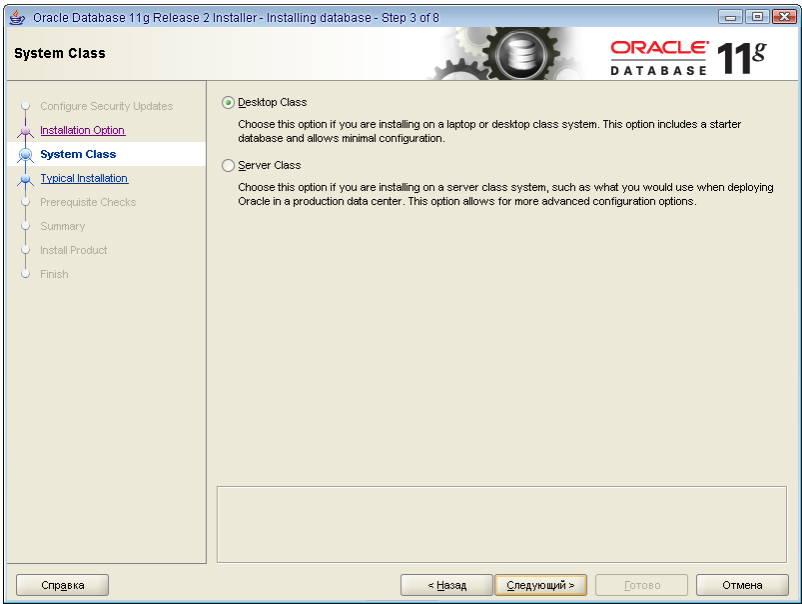 Oracle Database 11g Release 2 Installer - Installing database - Step 3 of 8
System Class
ORACLE
DATABASE
11g
Configure Security Updates
Installation Option
System Class
Typical Installation
Prerequisite Checks
Summary
Install Product
Finish
Desktop Class
Choose this option if you are installing on a laptop or desktop class system. This option includes a starter
database and allows minimal configuration.
Server Class
Choose this option if you are installing on a server class system, such as what you would use when deploying
Oracle in a production data center. This option allows for more advanced configuration options.
Справка
< Назад
Следующий >
Готово
Отмена